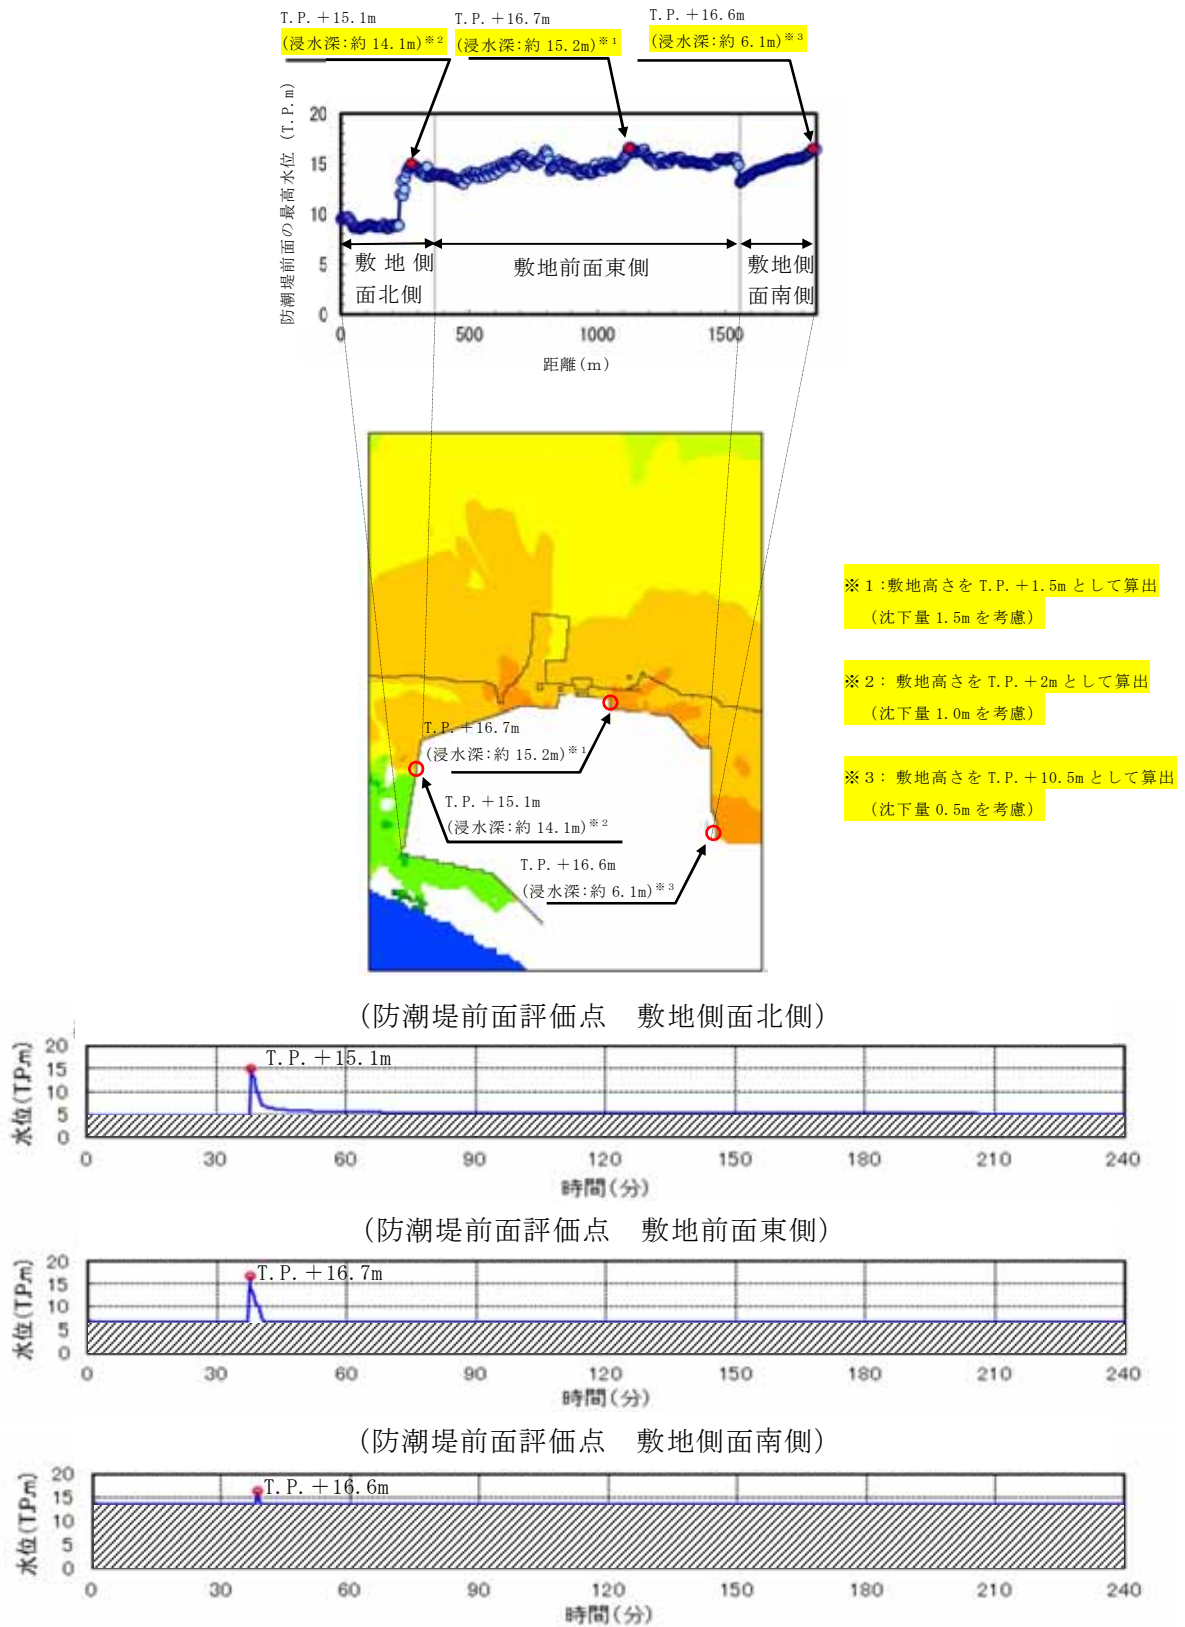 T.P.＋15.1m
(浸水深：約 14.1m)※2
T.P.＋16.7m
(浸水深：約 15.2m)※1
T.P.＋16.6m
(浸水深：約 6.1m)※3
防潮堤前面の最高水位 (T.P.m)
20
15
10
5
0
敷地側
面北側
敷地前面東側
敷地側
面南側
0 500 1000 1500
距離(m)
T.P.＋16.7m
(浸水深：約 15.2m)※1
T.P.＋15.1m
(浸水深：約 14.1m)※2
T.P.＋16.6m
(浸水深：約 6.1m)※3
※1：敷地高さを T.P.＋1.5m として算出
(沈下量 1.5m を考慮)
※2：敷地高さを T.P.＋2m として算出
(沈下量 1.0m を考慮)
※3：敷地高さを T.P.＋10.5m として算出
(沈下量 0.5m を考慮)
(防潮堤前面評価点　敷地側面北側)
水位(T.P.m)
20
15
10
5
0
T.P.＋15.1m
0 30 60 90 120 150 180 210 240
時間(分)
(防潮堤前面評価点　敷地前面東側)
水位(T.P.m)
20
15
10
5
0
T.P.＋16.7m
0 30 60 90 120 150 180 210 240
時間(分)
(防潮堤前面評価点　敷地側面南側)
水位(T.P.m)
20
15
10
5
0
T.P.＋16.6m
0 30 60 90 120 150 180 210 240
時間(分)